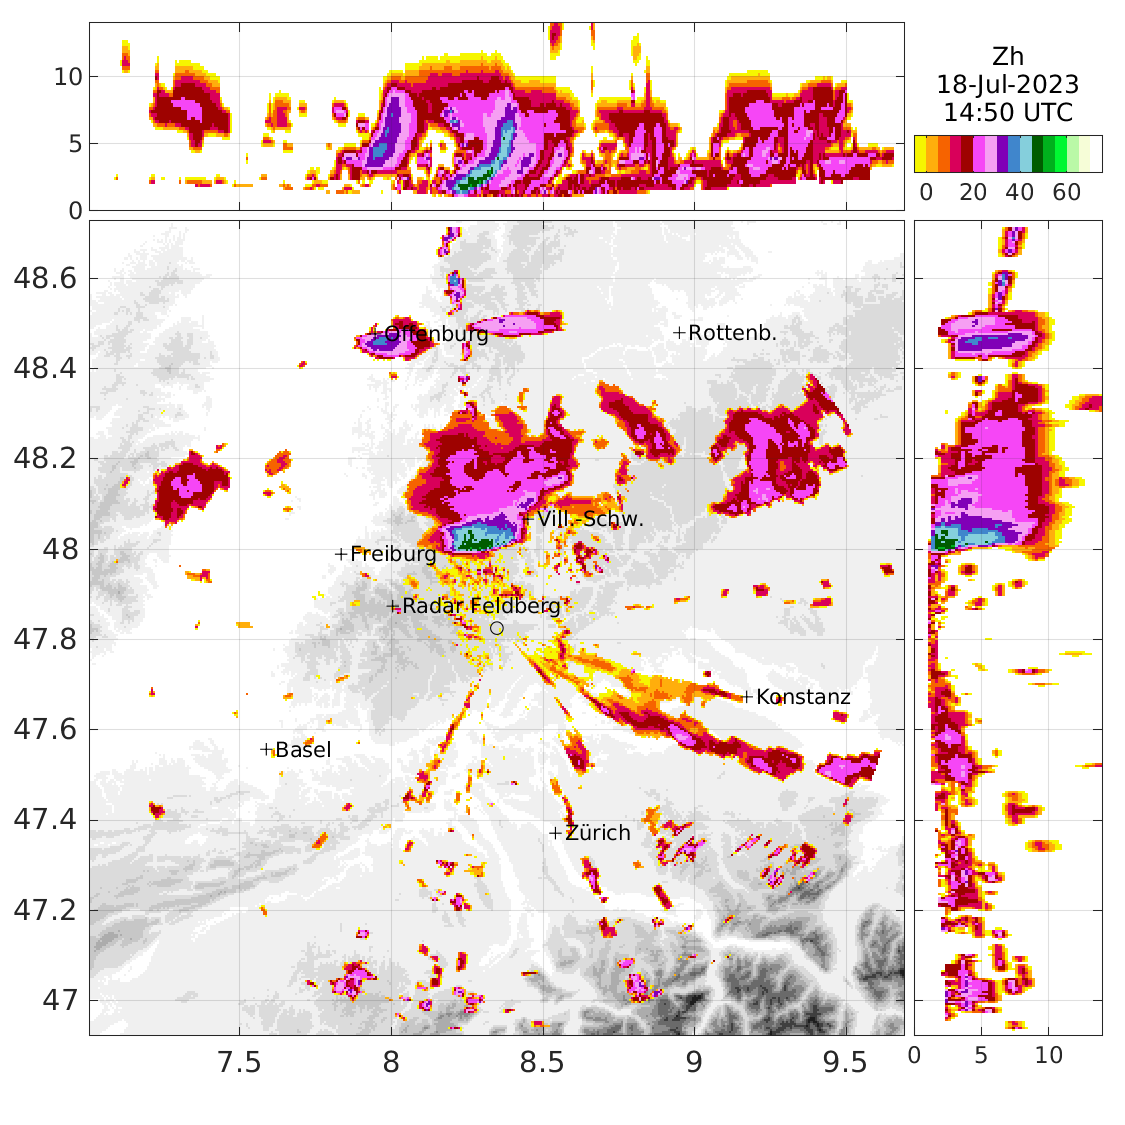 Zh
18-Jul-2023
14:50 UTC
0 20 40 60
10
5
0
48.6
48.4
48.2
48
47.8
47.6
47.4
47.2
47
+Offenburg
+Rottenb.
+Vill.-Schw.
+Freiburg
+Radar Feldberg
+Konstanz
+Basel
+Zürich
7.5 8 8.5 9 9.5
0 5 10